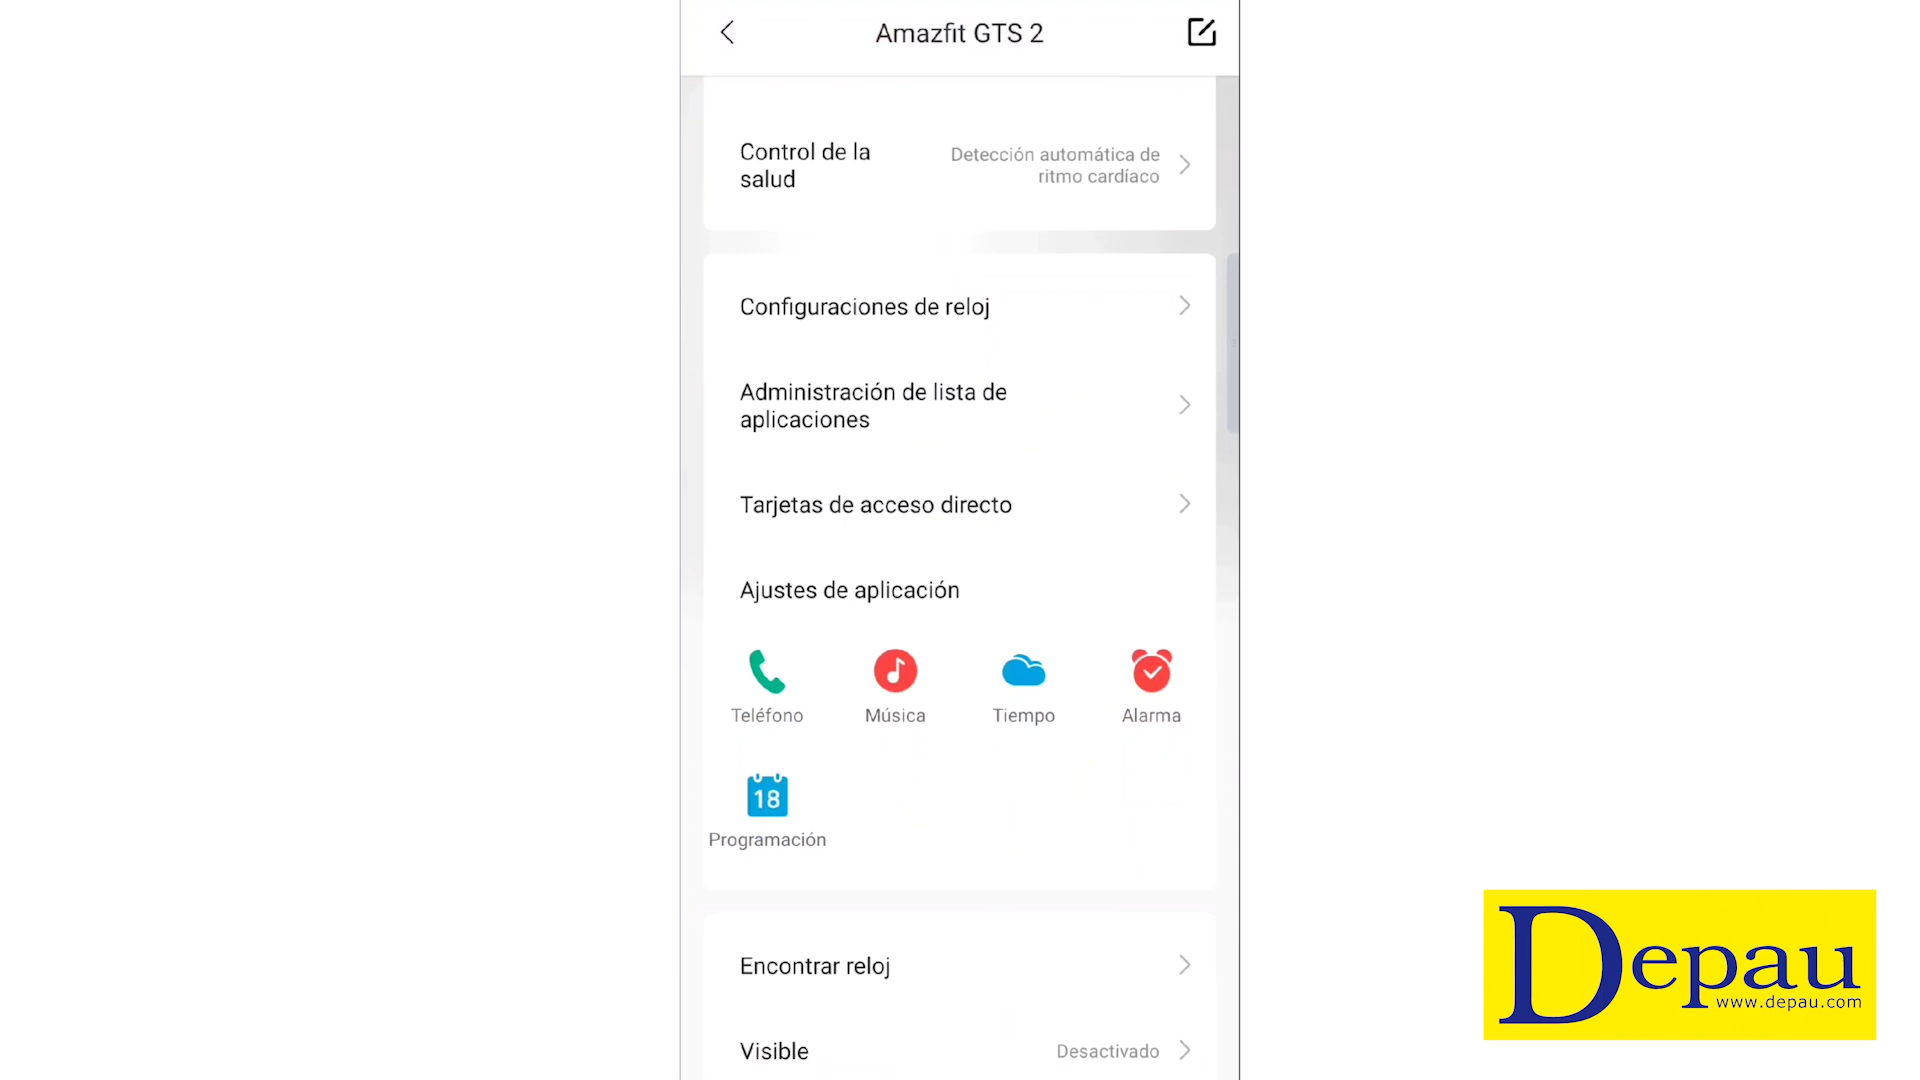 Amazfit GTS 2
Control de la
salud
Detección automática de
ritmo cardíaco
Configuraciones de reloj
Administración de lista de
aplicaciones
Tarjetas de acceso directo
Ajustes de aplicación
Teléfono
Música
Tiempo
Alarma
18
Programación
Encontrar reloj
Visible
Desactivado
Depau
www.depau.com